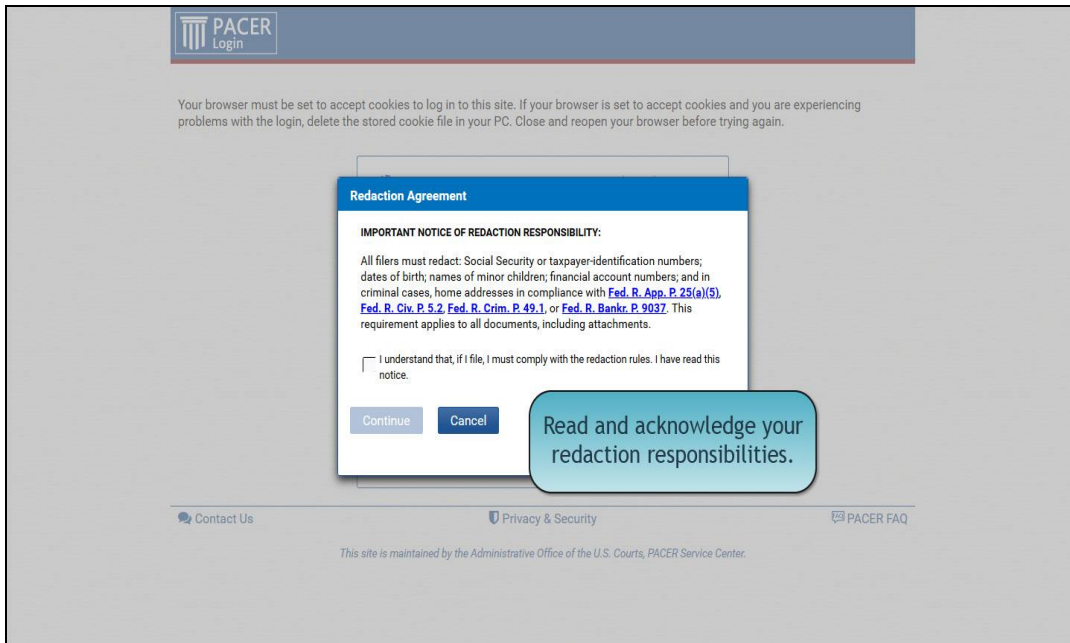 PACER
Login
Your browser must be set to accept cookies to log in to this site. If your browser is set to accept cookies and you are experiencing
problems with the login, delete the stored cookie file in your PC. Close and reopen your browser before trying again.
Redaction Agreement
IMPORTANT NOTICE OF REDACTION RESPONSIBILITY:
All filers must redact: Social Security or taxpayer-identification numbers;
dates of birth; names of minor children; financial account numbers; and in
criminal cases, home addresses in compliance with Fed. R. App. P. 25(a)(5),
Fed. R. Civ. P. 5.2, Fed. R. Crim. P. 49.1, or Fed. R. Bankr. P. 9037. This
requirement applies to all documents, including attachments.
I understand that, if I file, I must comply with the redaction rules. I have read this
notice.
Continue
Cancel
Read and acknowledge your
redaction responsibilities.
Contact Us
Privacy & Security
FAQ
PACER FAQ
This site is maintained by the Administrative Office of the U.S. Courts, PACER Service Center.